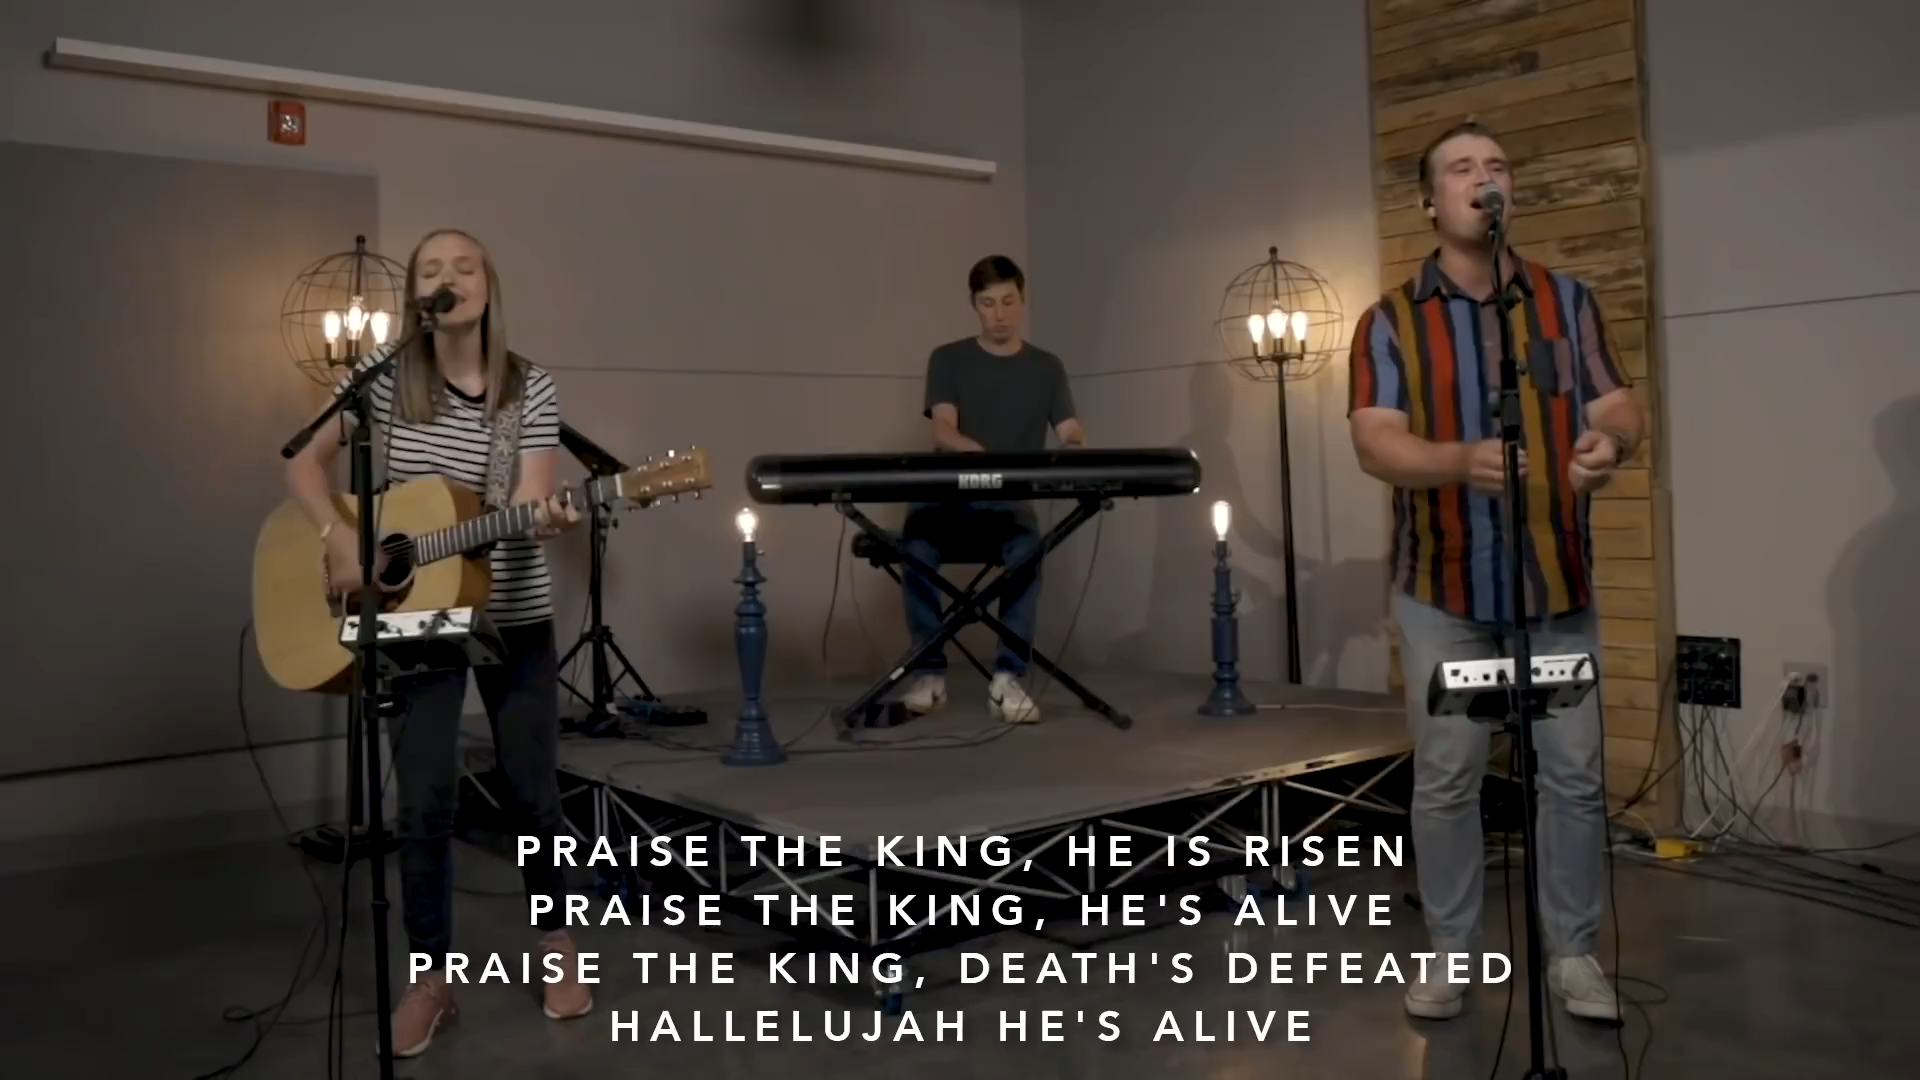 KORG
PRAISE THE KING, HE IS RISEN
PRAISE THE KING, HE'S ALIVE
PRAISE THE KING, DEATH'S DEFEATED
HALLELUJAH HE'S ALIVE